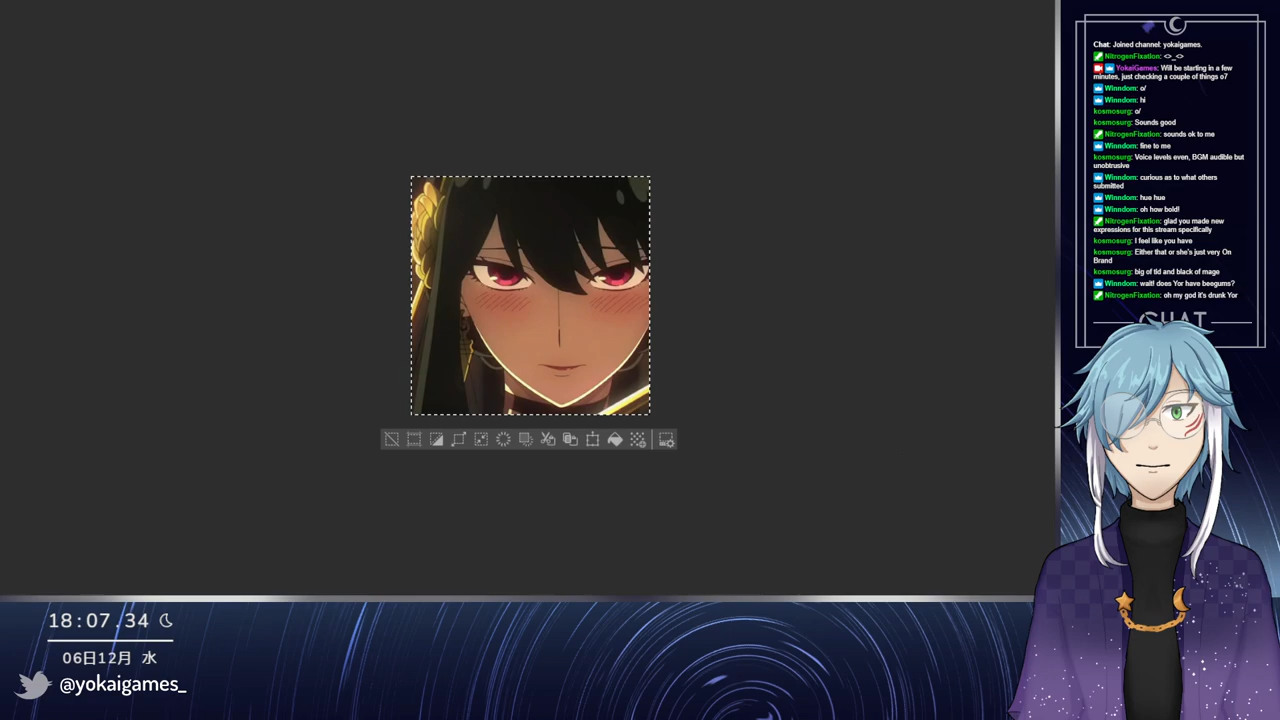 Chat: Joined channel: yokaigames.
NitrogenFixation: <>_<>
YokaiGames: Will be starting in a few
minutes, just checking a couple of things o7
Winndom: o/
Winndom: hi
kosmosurg: o/
kosmosurg: Sounds good
NitrogenFixation: sounds ok to me
Winndom: fine to me
kosmosurg: Voice levels even, BGM audible but
unobtrusive
Winndom: curious as to what others
submitted
Winndom: hue hue
Winndom: oh how bold!
NitrogenFixation: glad you made new
expressions for this stream specifically
kosmosurg: I feel like you have
kosmosurg: Either that or she's just very On
Brand
kosmosurg: big of tid and black of mage
Winndom: wait! does Yor have beegums?
NitrogenFixation: oh my god it's drunk Yor
CHAT
18:07.34
06日12月 水
@yokaigames_